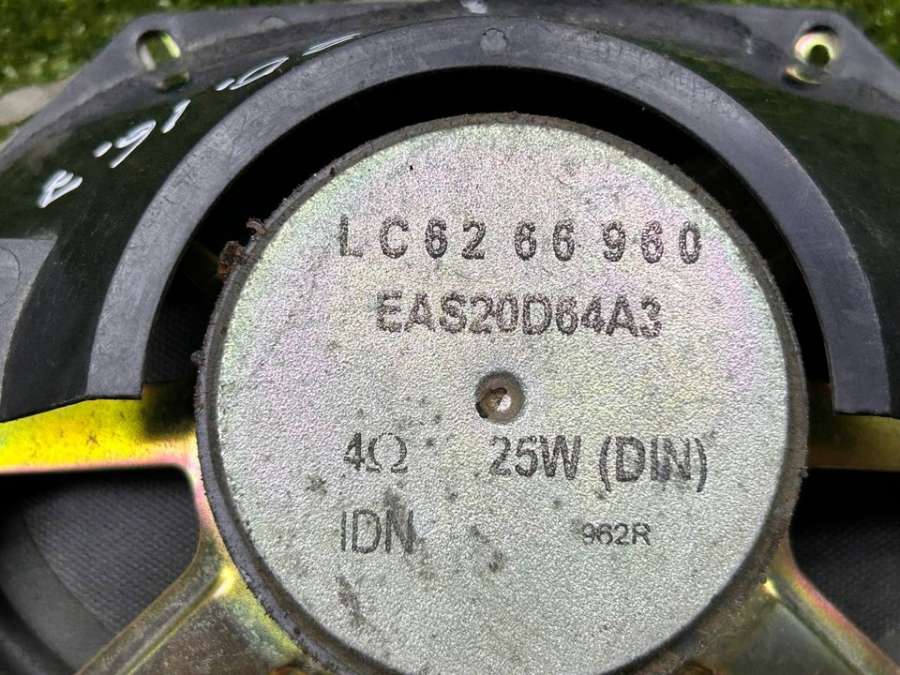 LC62 66 960
EAS20D64A3
4Ω 25W (DIN)
IDN 962R